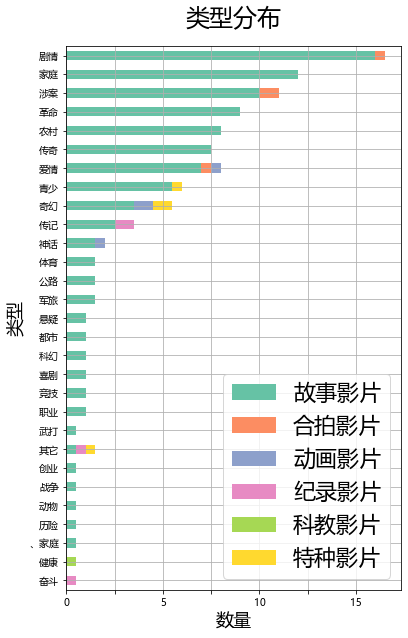 类型分布
剧情
家庭
涉案
革命
农村
传奇
爱情
青少
奇幻
传记
神话
体育
公路
军旅
悬疑
都市
科幻
喜剧
竞技
职业
武打
其它
创业
战争
动物
历险
、家庭
健康
奋斗
类型
故事影片
合拍影片
动画影片
纪录影片
科教影片
特种影片
0 5 10 15
数量